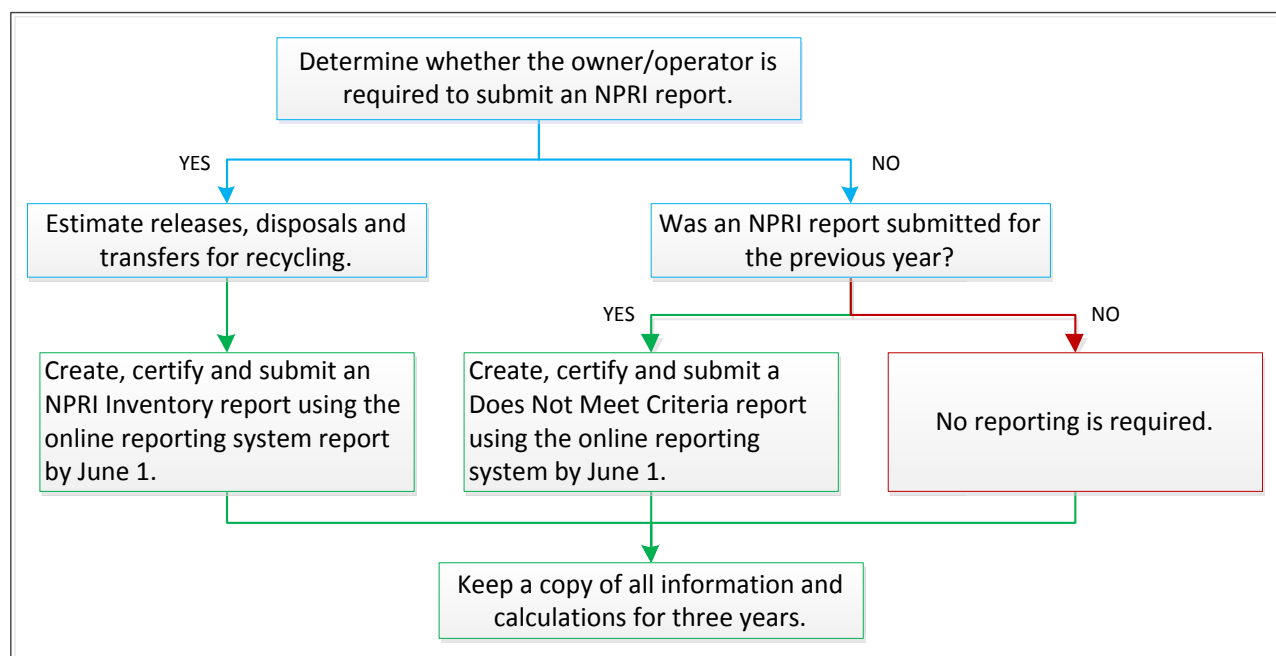 Determine whether the owner/operator is
required to submit an NPRI report.
YES
NO
Estimate releases, disposals and
transfers for recycling.
Was an NPRI report submitted for
the previous year?
YES
NO
Create, certify and submit an
NPRI Inventory report using the
online reporting system report
by June 1.
Create, certify and submit a
Does Not Meet Criteria report
using the online reporting
system by June 1.
No reporting is required.
Keep a copy of all information and
calculations for three years.